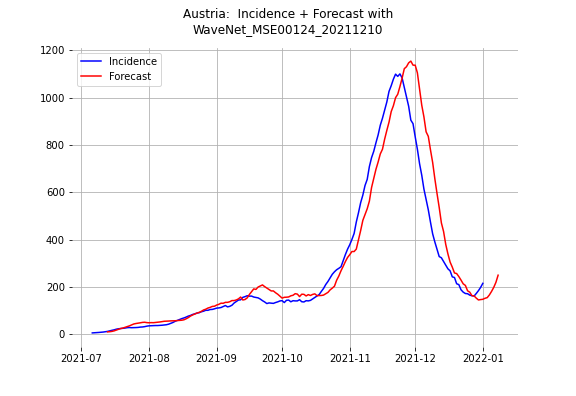 Austria:  Incidence + Forecast with
WaveNet_MSE00124_20211210
Incidence
Forecast
1200
1000
800
600
400
200
0
2021-07 2021-08 2021-09 2021-10 2021-11 2021-12 2022-01